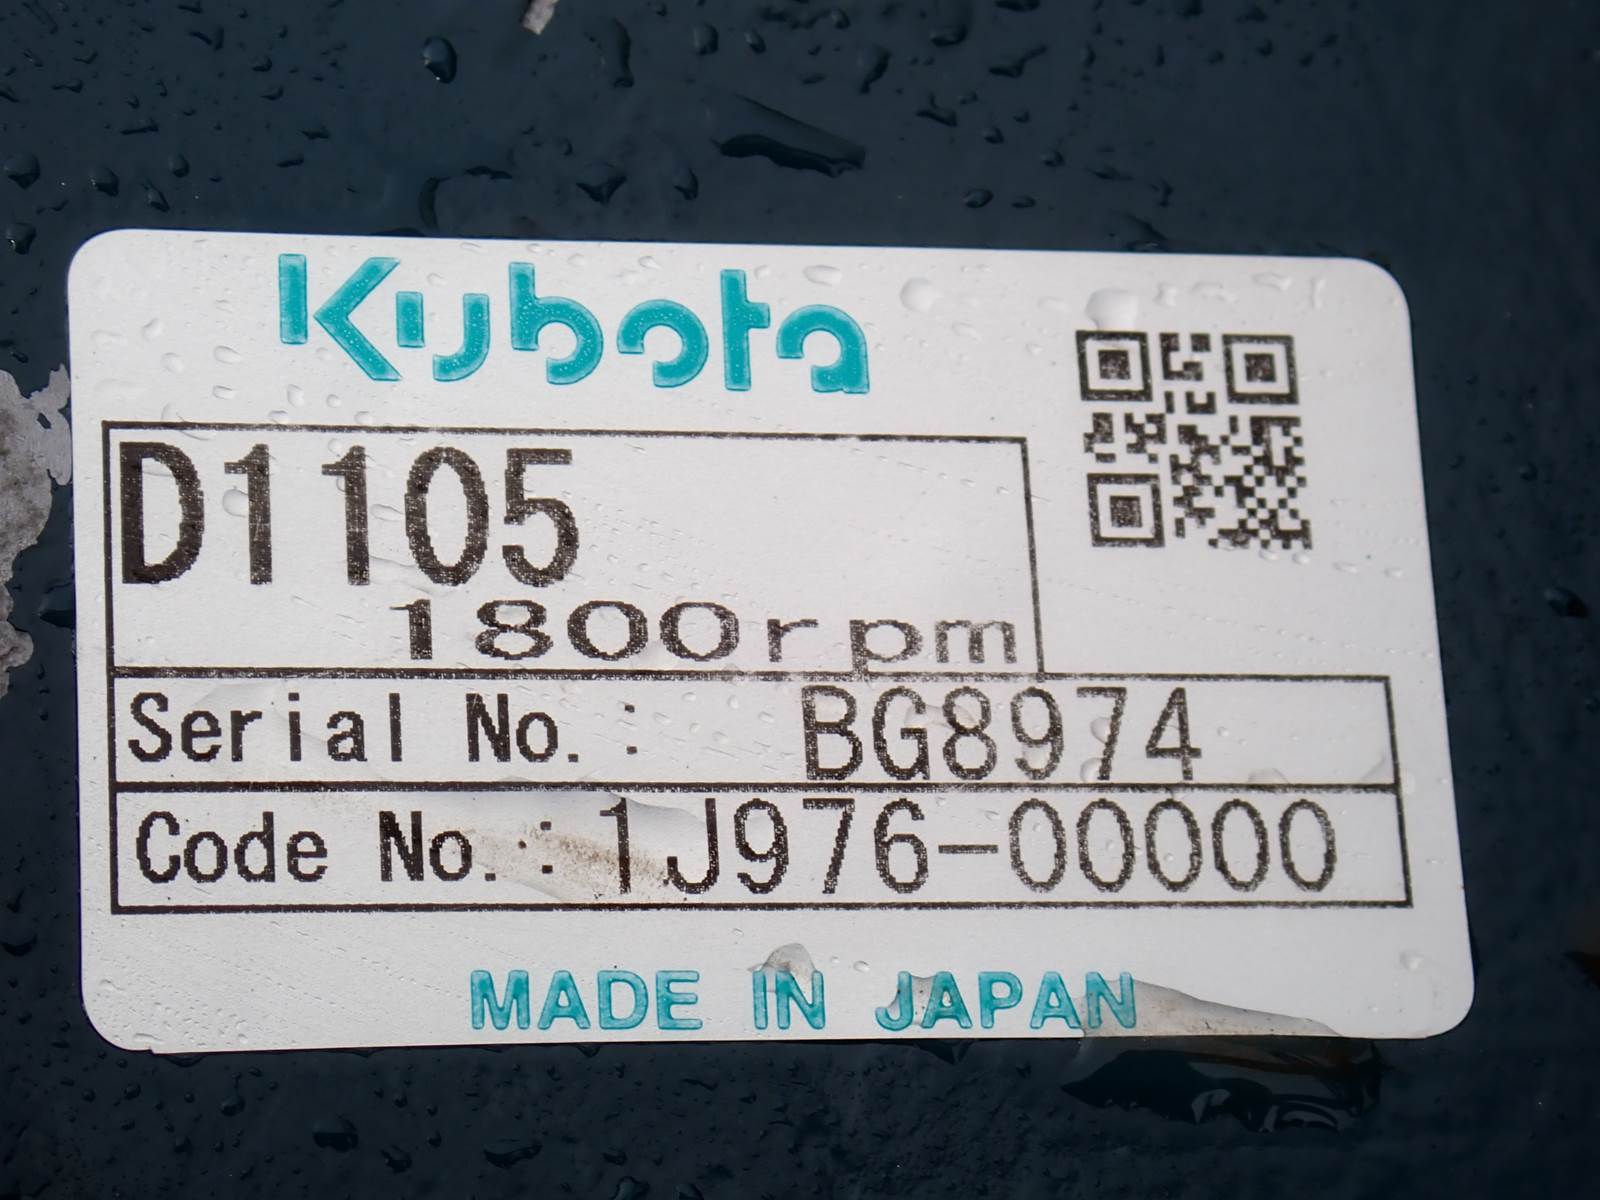 Kubota
D1105
1800rpm
Serial No.: BG8974
Code No.: 1J976-00000
MADE IN JAPAN